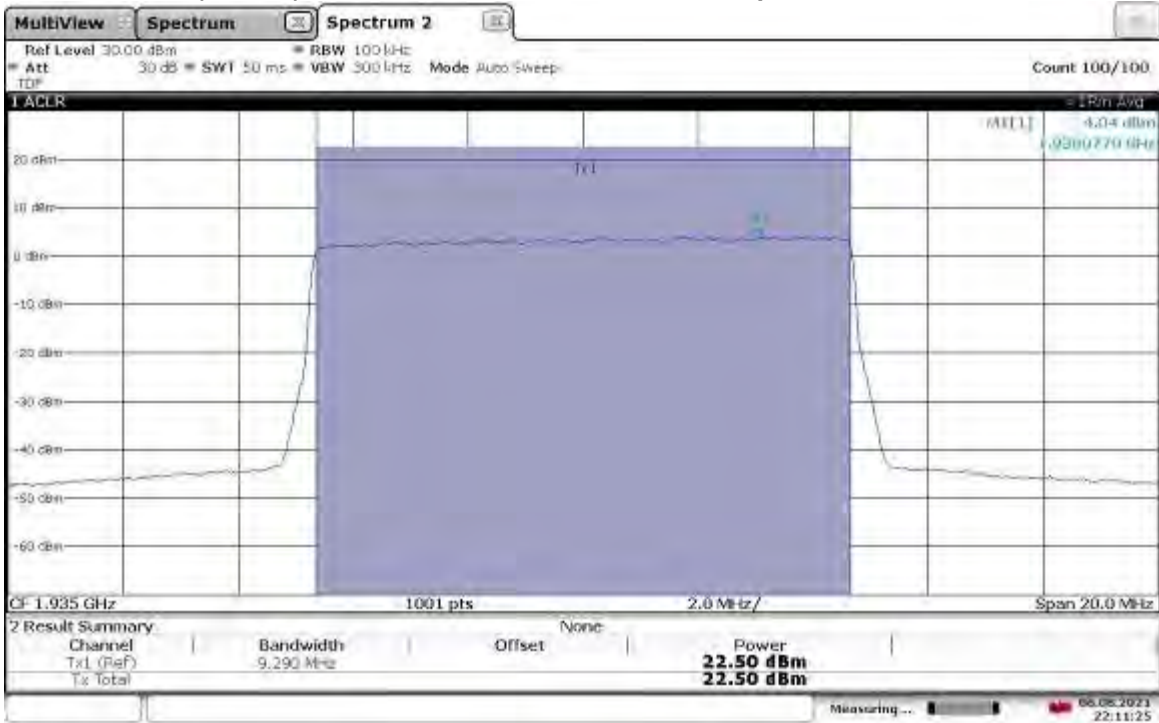 MultiView Spectrum Spectrum 2
Ref Level 30.00 dBm RBW 100 kHz
Att 30 dB SWT 50 ms VBW 300 kHz Mode Auto Sweep Count 100/100
TDF
1 ACLR 1Rm Avg
M1[1] 4.04 dBm
20 dBm
Tx1
10 dBm
0 dBm
-10 dBm
-20 dBm
-30 dBm
-40 dBm
-50 dBm
-60 dBm
CF 1.935 GHz 1001 pts 2.0 MHz/ Span 20.0 MHz
2 Result Summary None
Channel Bandwidth Offset Power
Tx1 (Ref) 9.290 MHz 22.50 dBm
Tx Total 22.50 dBm
Measuring... 06.08.2021
22:11:25